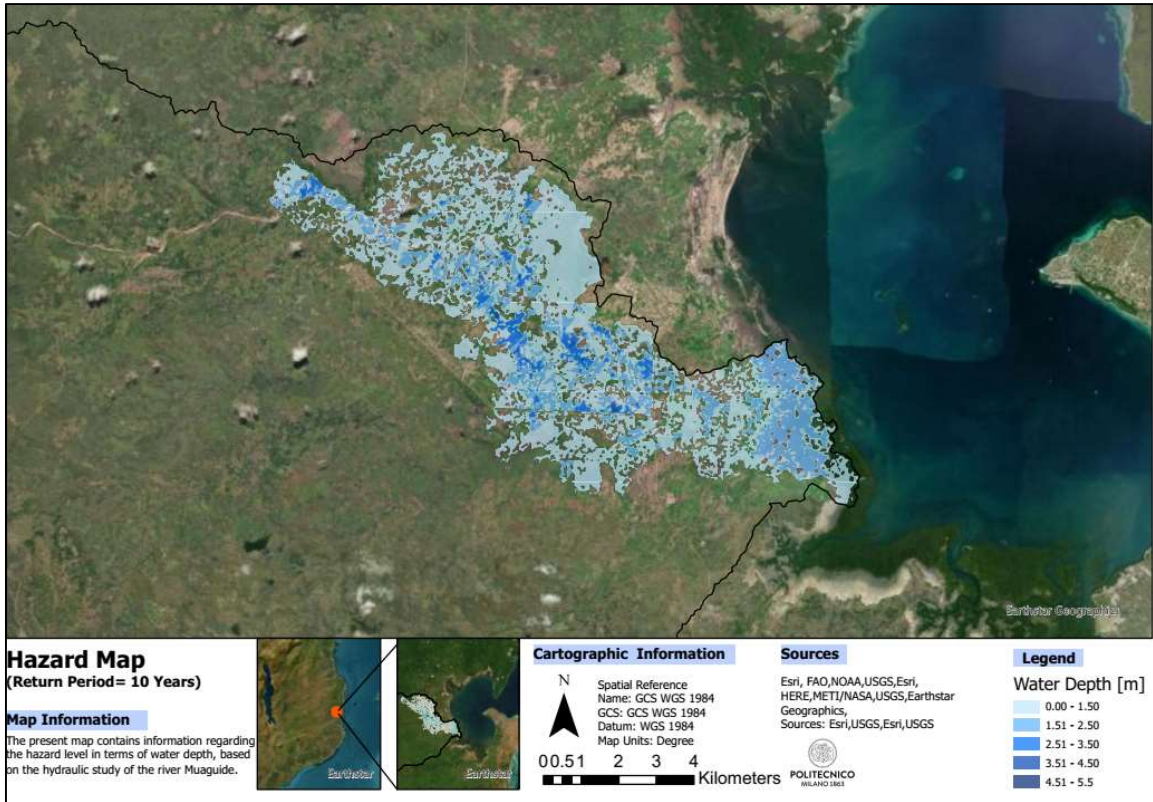 Earthstar Geographics
Hazard Map
(Return Period= 10 Years)
Map Information
The present map contains information regarding
the hazard level in terms of water depth, based
on the hydraulic study of the river Muaguide.
Earthstar
Earthstar
Cartographic Information
N
Spatial Reference
Name: GCS WGS 1984
GCS: GCS WGS 1984
Datum: WGS 1984
Map Units: Degree
0 0.5 1 2 3 4
Kilometers
Sources
Esri, FAO,NOAA,USGS,Esri,
HERE,METI/NASA,USGS,Earthstar
Geographics,
Sources: Esri,USGS,Esri,USGS
POLITECNICO
MILANO 1863
Legend
Water Depth [m]
0.00 - 1.50
1.51 - 2.50
2.51 - 3.50
3.51 - 4.50
4.51 - 5.5